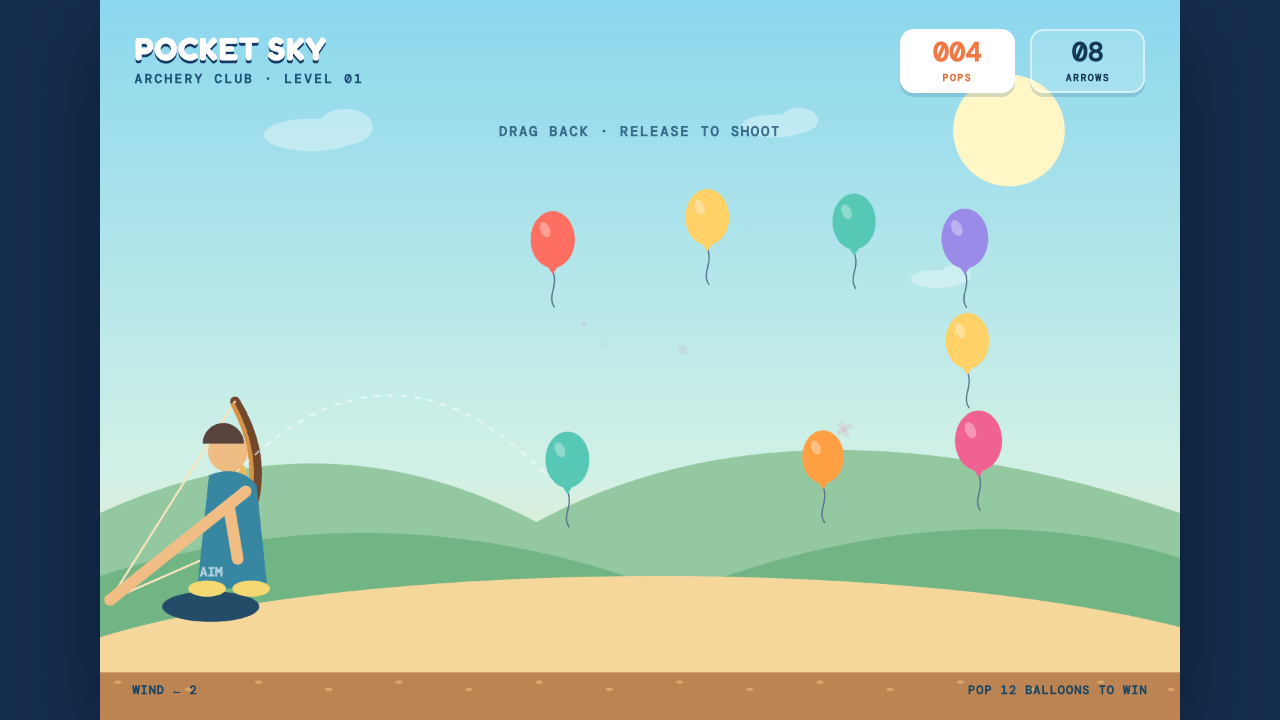 POCKET SKY
ARCHERY CLUB · LEVEL 01
004
POPS
08
ARROWS
DRAG BACK · RELEASE TO SHOOT
AIM
WIND ← 2
POP 12 BALLOONS TO WIN